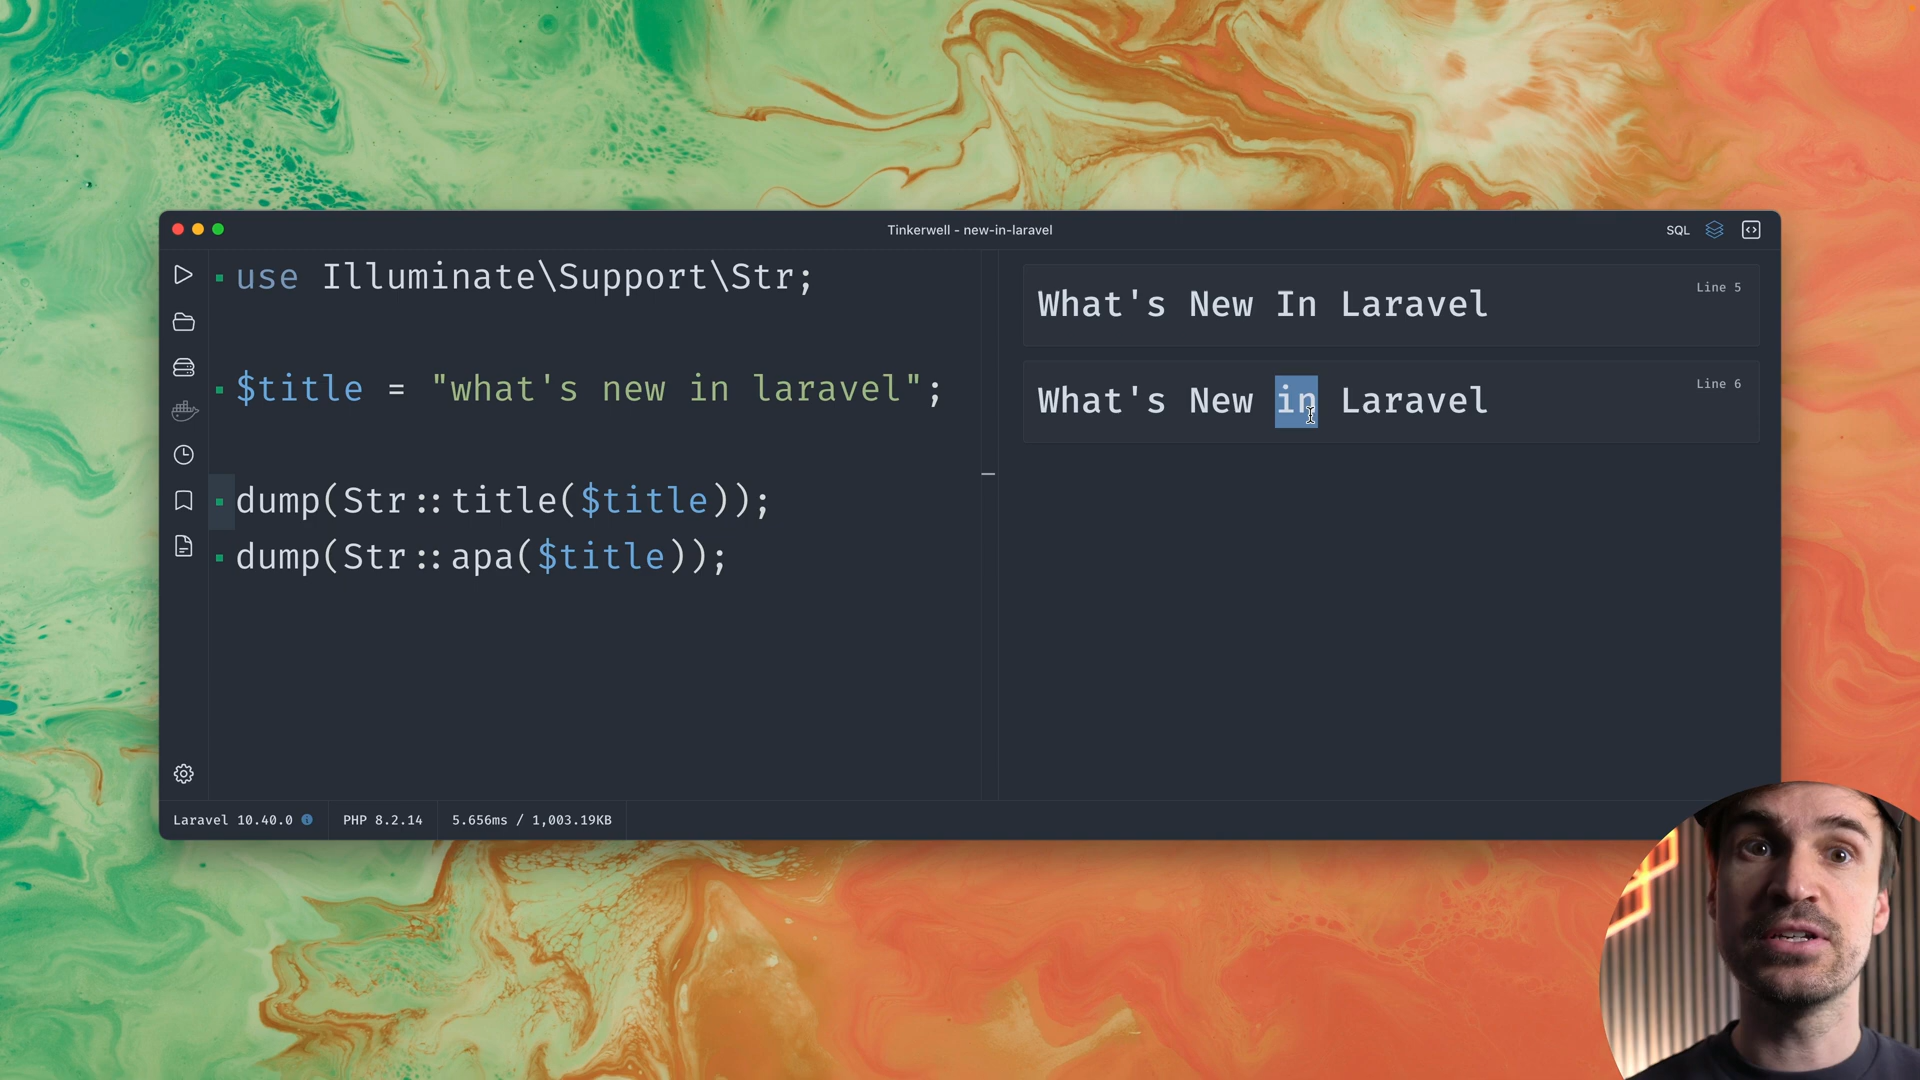 Tinkerwell - new-in-laravel
SQL
use Illuminate\Support\Str;
$title = "what's new in laravel";
dump(Str::title($title));
dump(Str::apa($title));
What's New In Laravel
Line 5
What's New in Laravel
Line 6
Laravel 10.40.0
PHP 8.2.14
5.656ms / 1,003.19KB